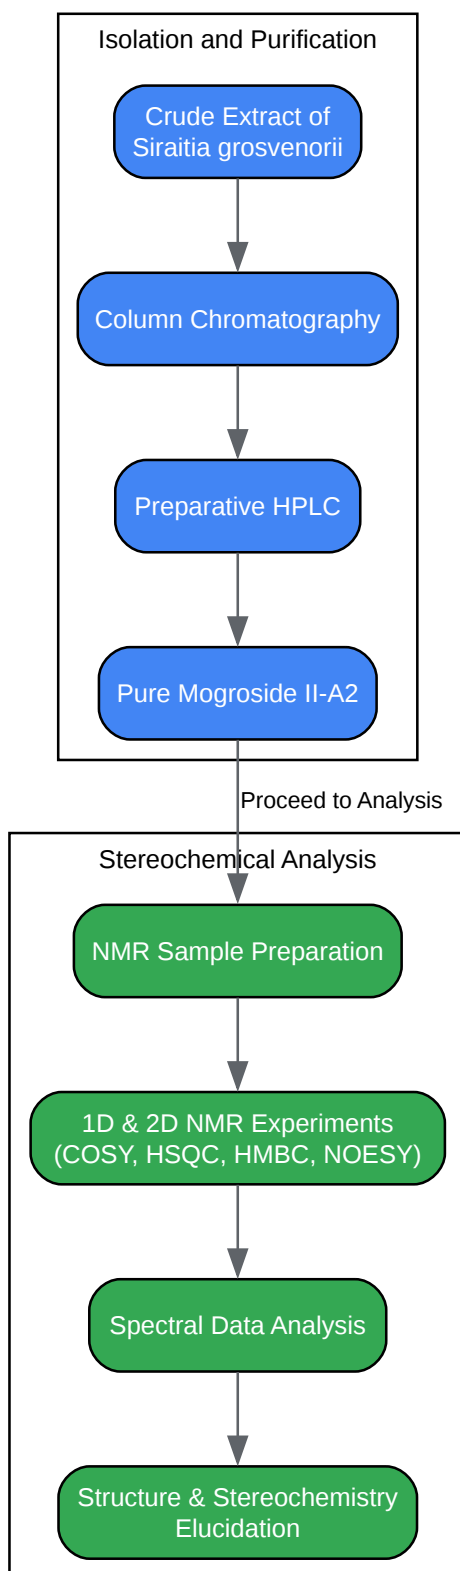 Isolation and Purification
Crude Extract of
Siraitia grosvenorii
Column Chromatography
Preparative HPLC
Pure Mogroside II-A2
Proceed to Analysis
Stereochemical Analysis
NMR Sample Preparation
1D & 2D NMR Experiments
(COSY, HSQC, HMBC, NOESY)
Spectral Data Analysis
Structure & Stereochemistry
Elucidation